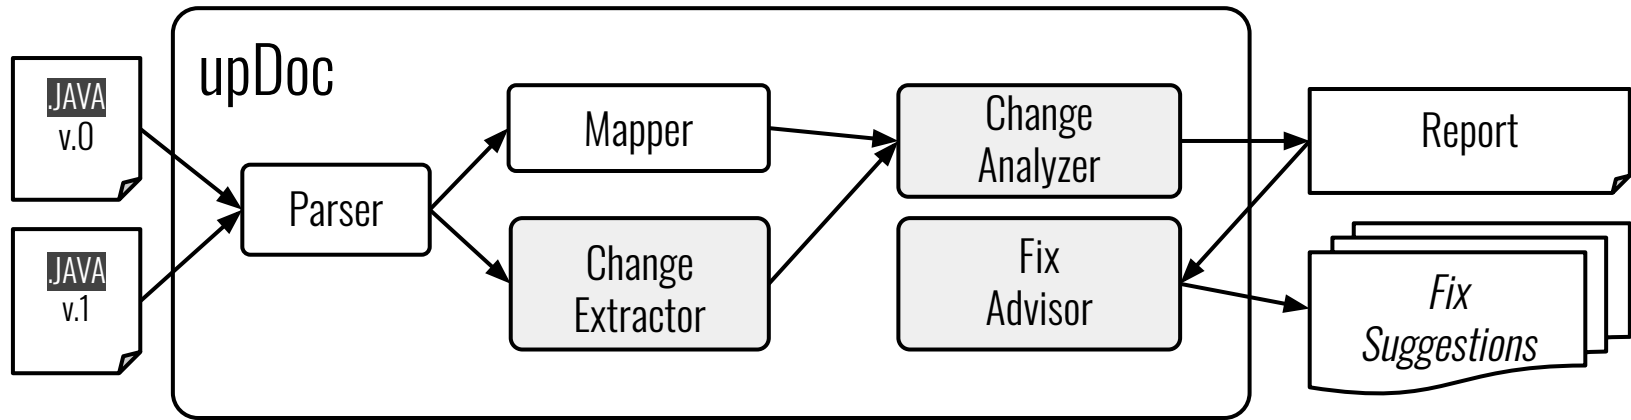 upDoc
.JAVA
v.0
.JAVA
v.1
Parser
Mapper
Change
Extractor
Change
Analyzer
Fix
Advisor
Report
Fix
Suggestions